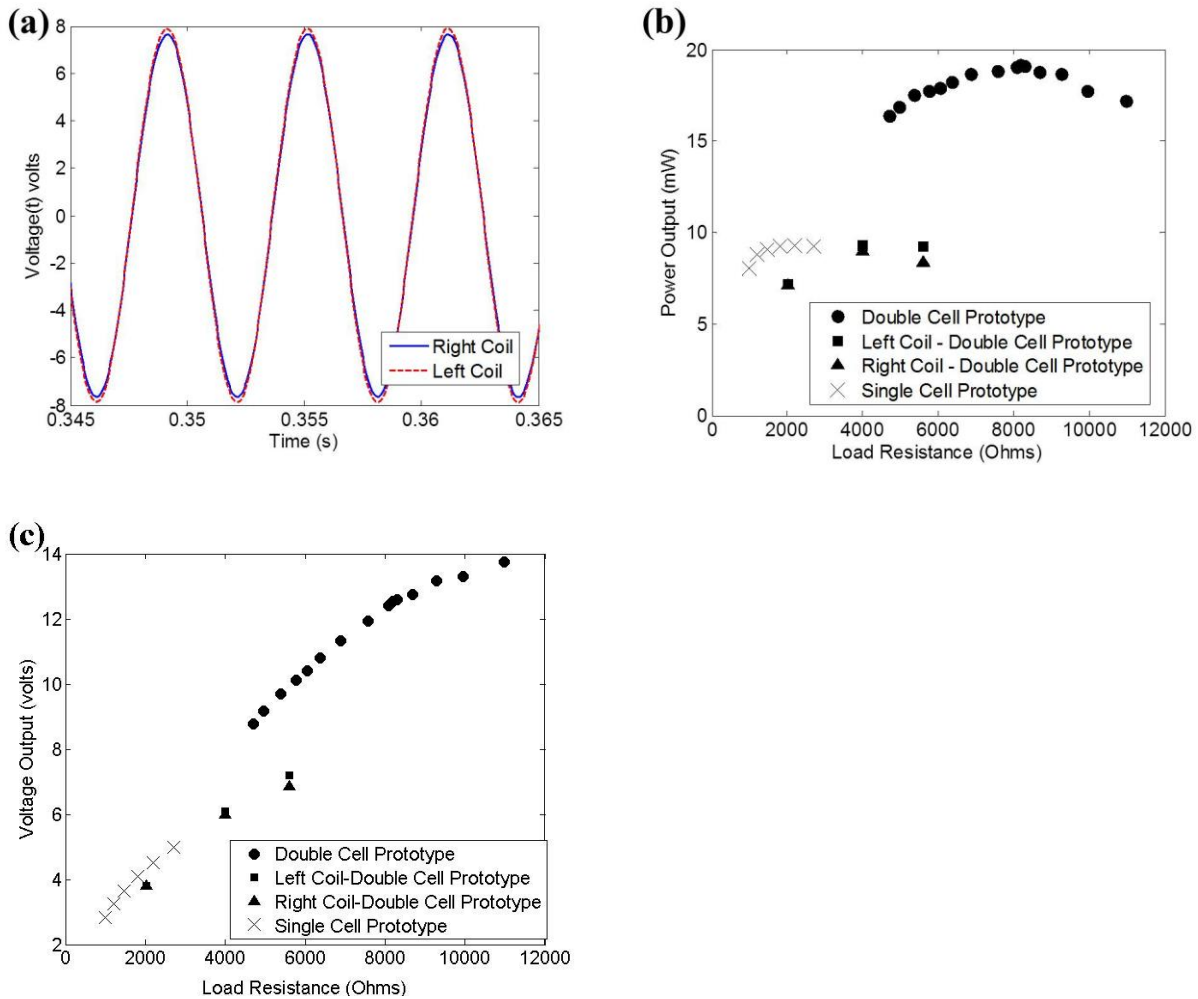 (a)
8
6
4
2
0
-2
-4
-6
-8
Voltage(t) volts
Right Coil
Left Coil
0.345
0.35
0.355
0.36
0.365
Time (s)
(b)
20
15
10
5
0
Power Output (mW)
Double Cell Prototype
Left Coil - Double Cell Prototype
Right Coil - Double Cell Prototype
Single Cell Prototype
0
2000
4000
6000
8000
10000
12000
Load Resistance (Ohms)
(c)
14
12
10
8
6
4
2
Voltage Output (volts)
Double Cell Prototype
Left Coil-Double Cell Prototype
Right Coil-Double Cell Prototype
Single Cell Prototype
0
2000
4000
6000
8000
10000
12000
Load Resistance (Ohms)